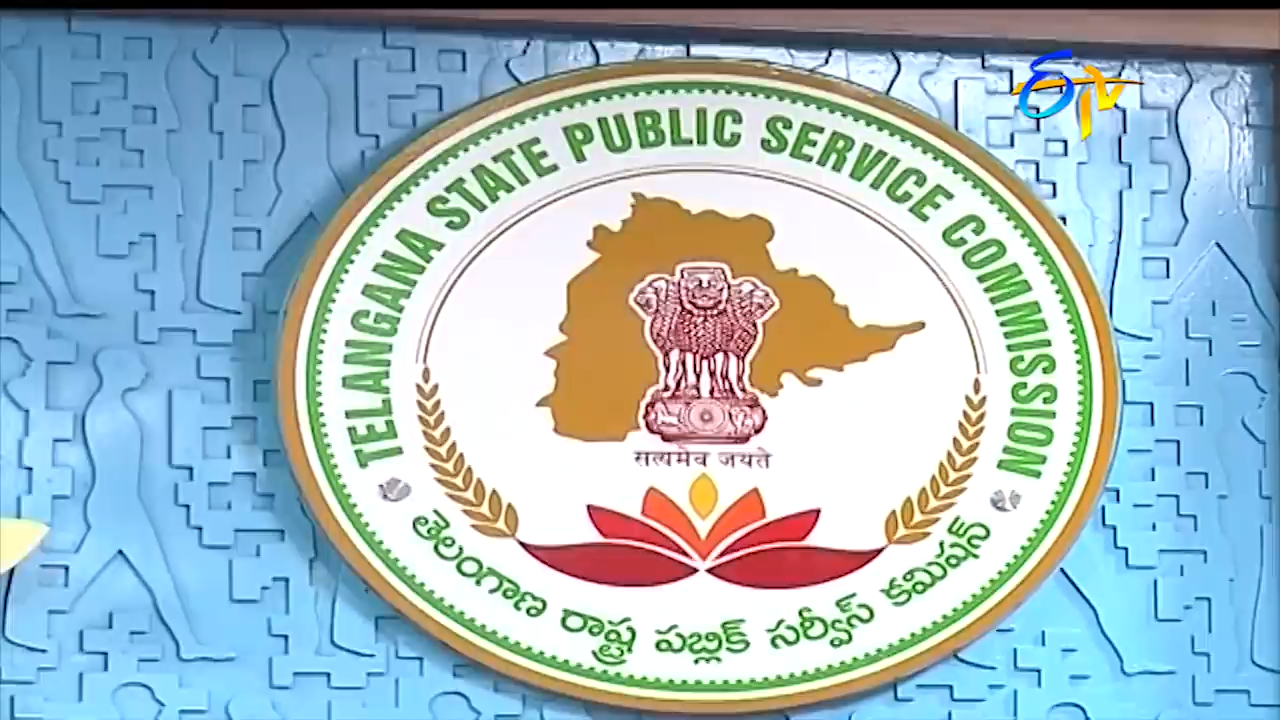 ETV
TELANGANA STATE PUBLIC SERVICE COMMISSION
सत्यमेव जयते
తెలంగాణ రాష్ట్ర పబ్లిక్ సర్వీస్ కమిషన్